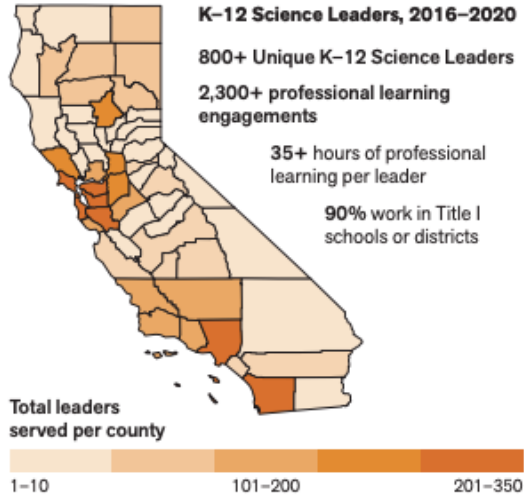 K–12 Science Leaders, 2016–2020
800+ Unique K–12 Science Leaders
2,300+ professional learning
engagements
35+ hours of professional
learning per leader
90% work in Title I
schools or districts
Total leaders
served per county
1–10
101–200
201–350